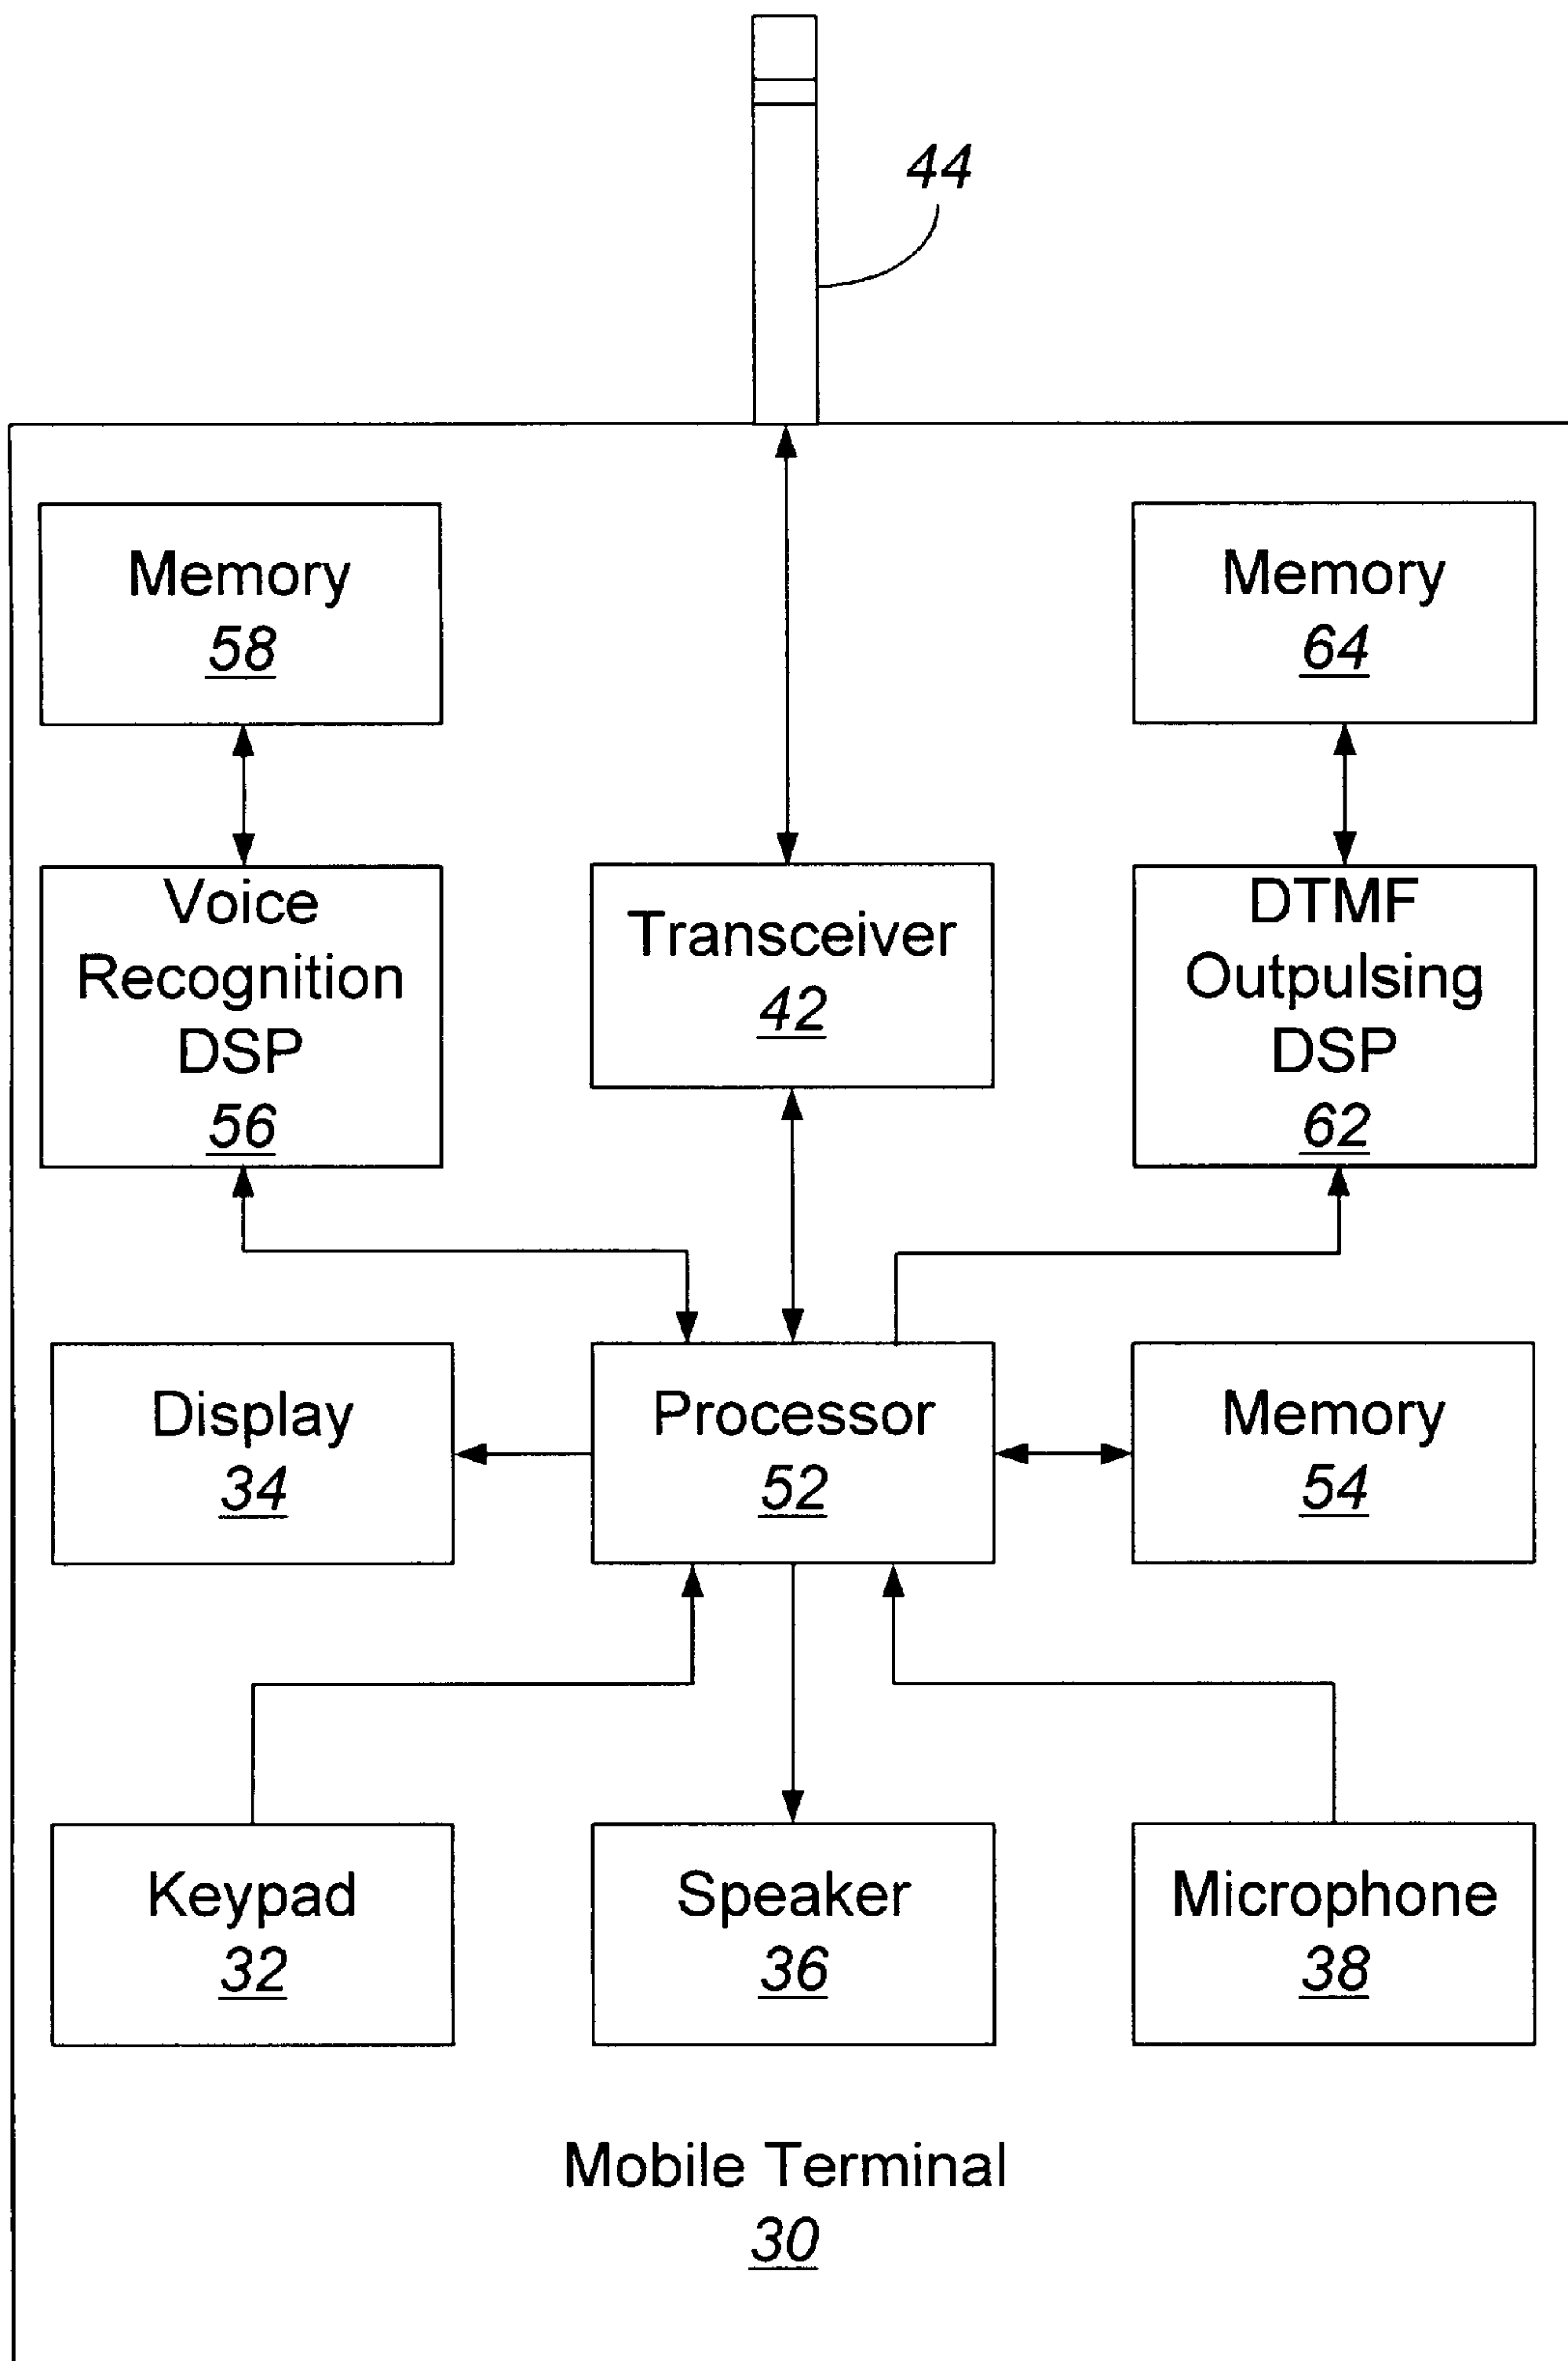 44
Memory
58
Memory
64
Voice
Recognition
DSP
56
Transceiver
42
DTMF
Outpulsing
DSP
62
Display
34
Processor
52
Memory
54
Keypad
32
Speaker
36
Microphone
38
Mobile Terminal
30